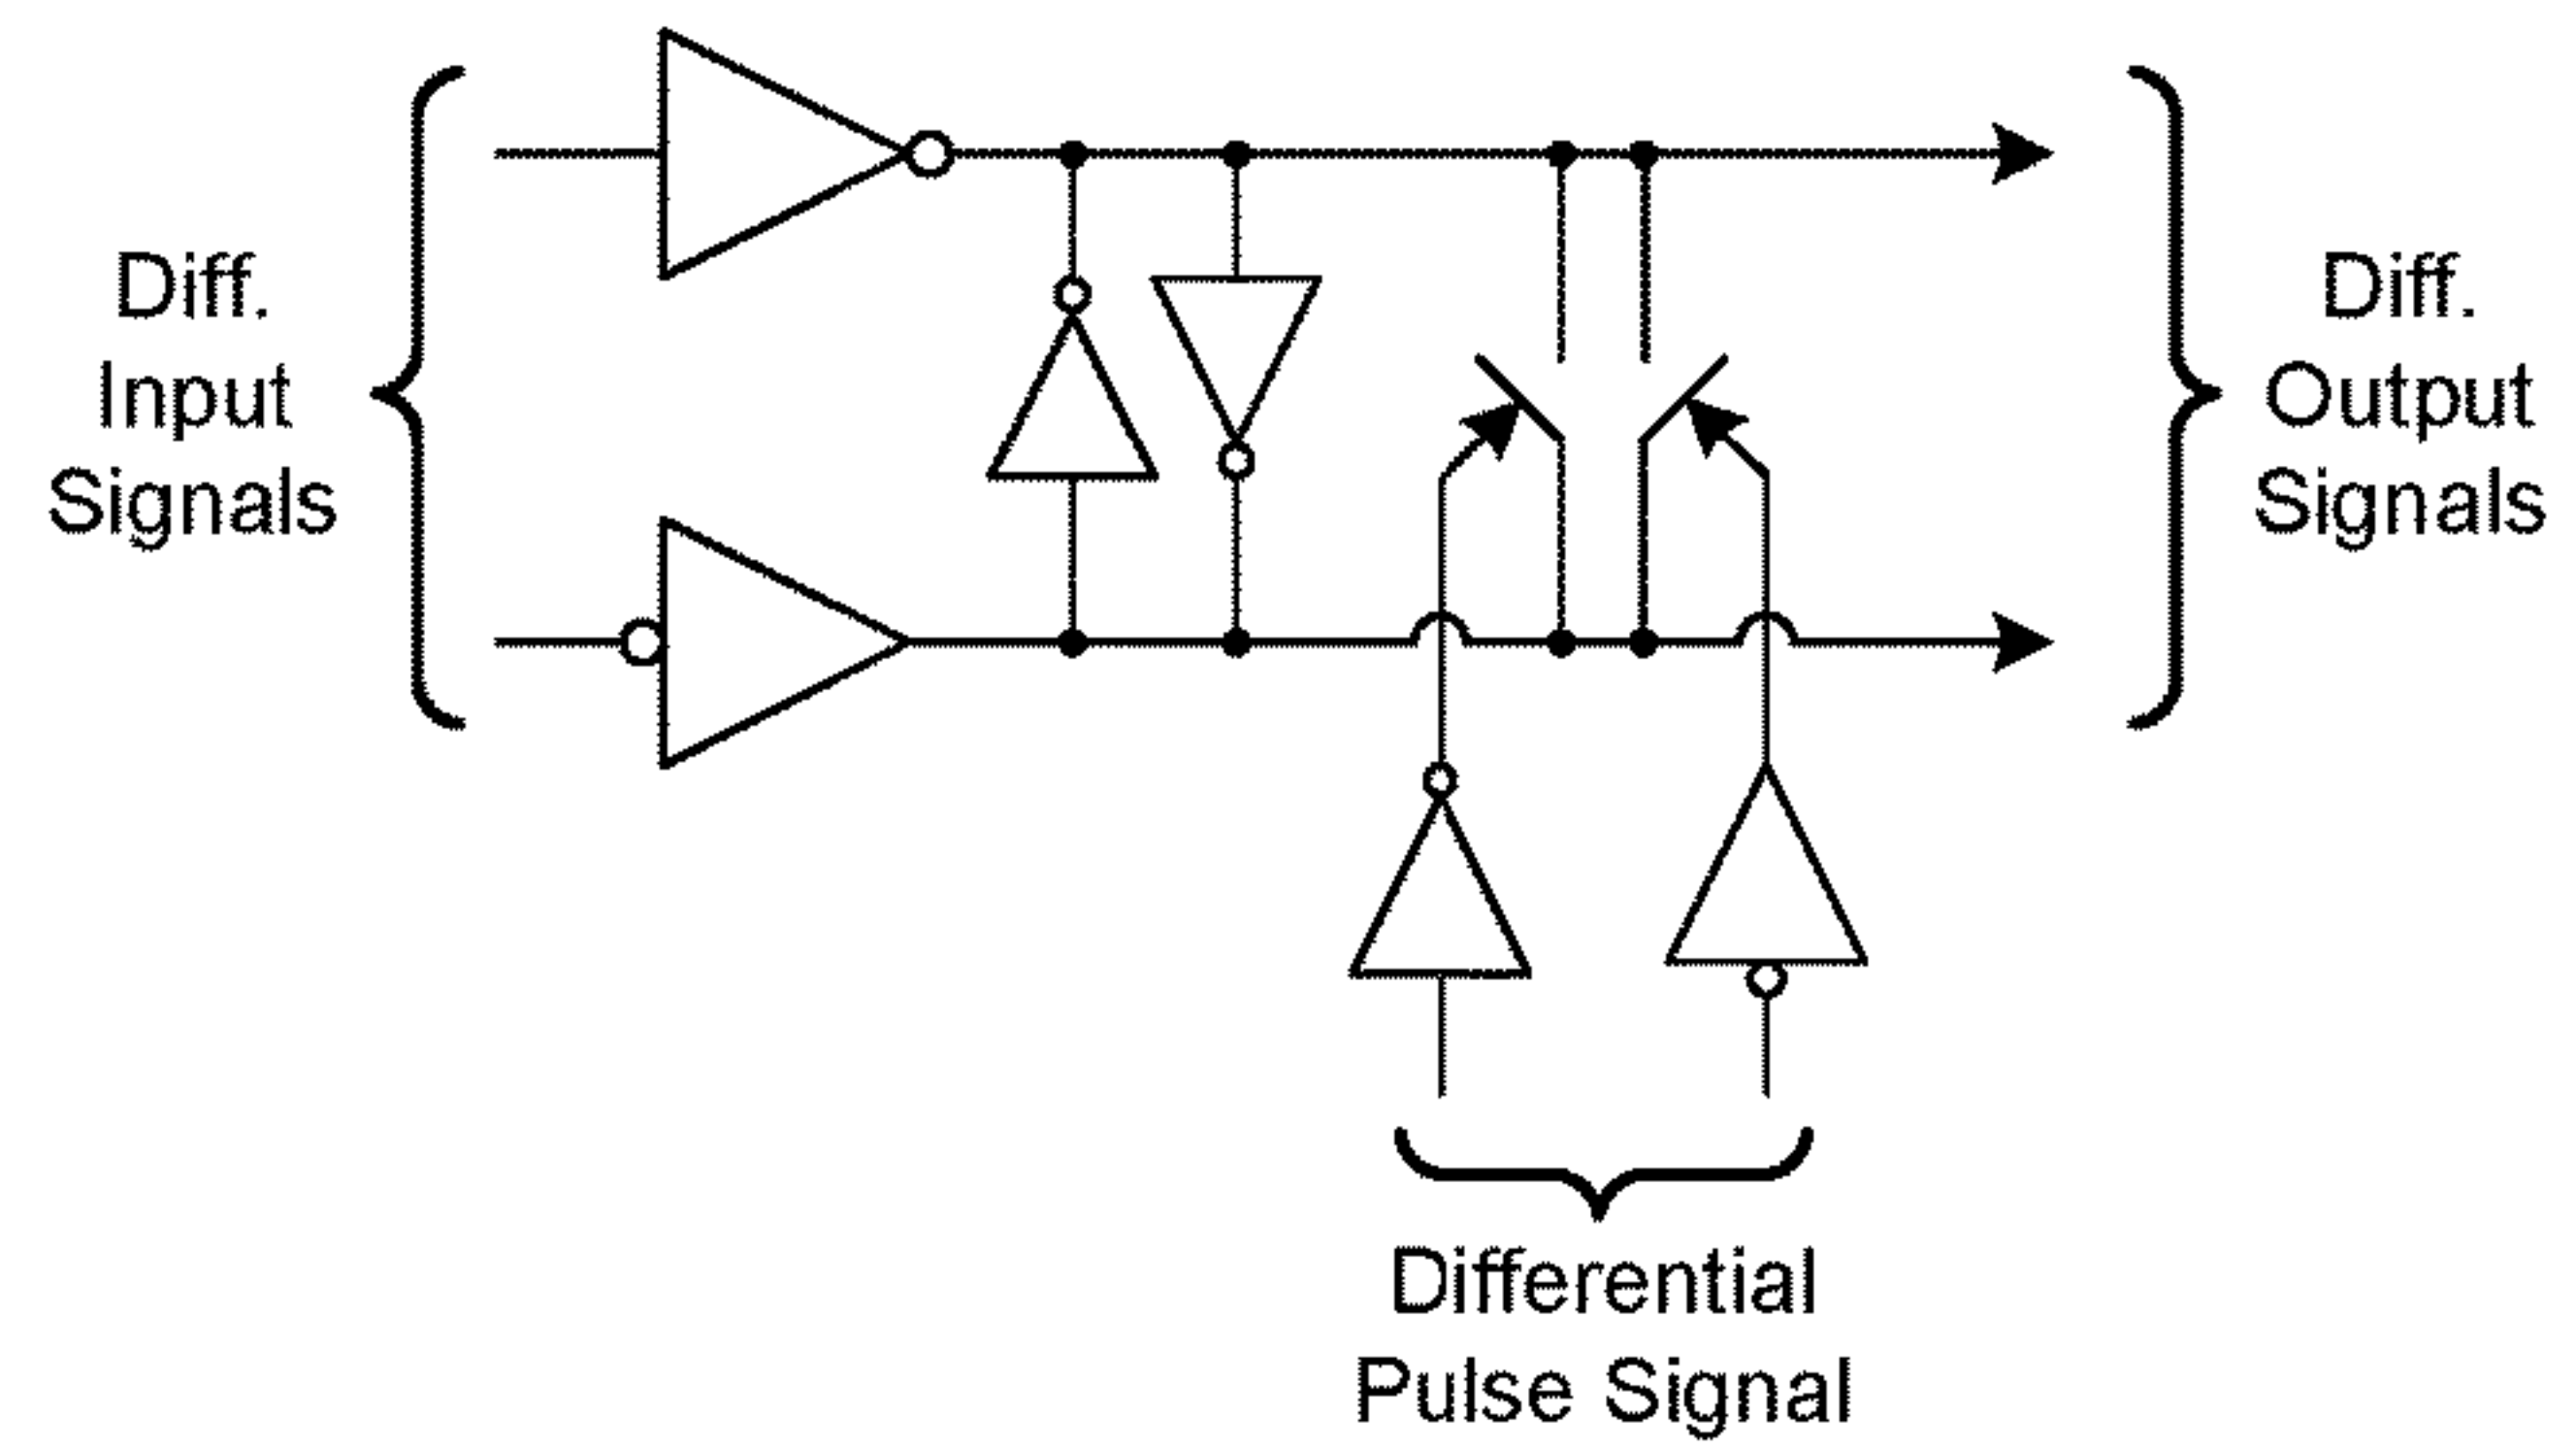 Diff.
Input
Signals
Diff.
Output
Signals
Differential
Pulse Signal